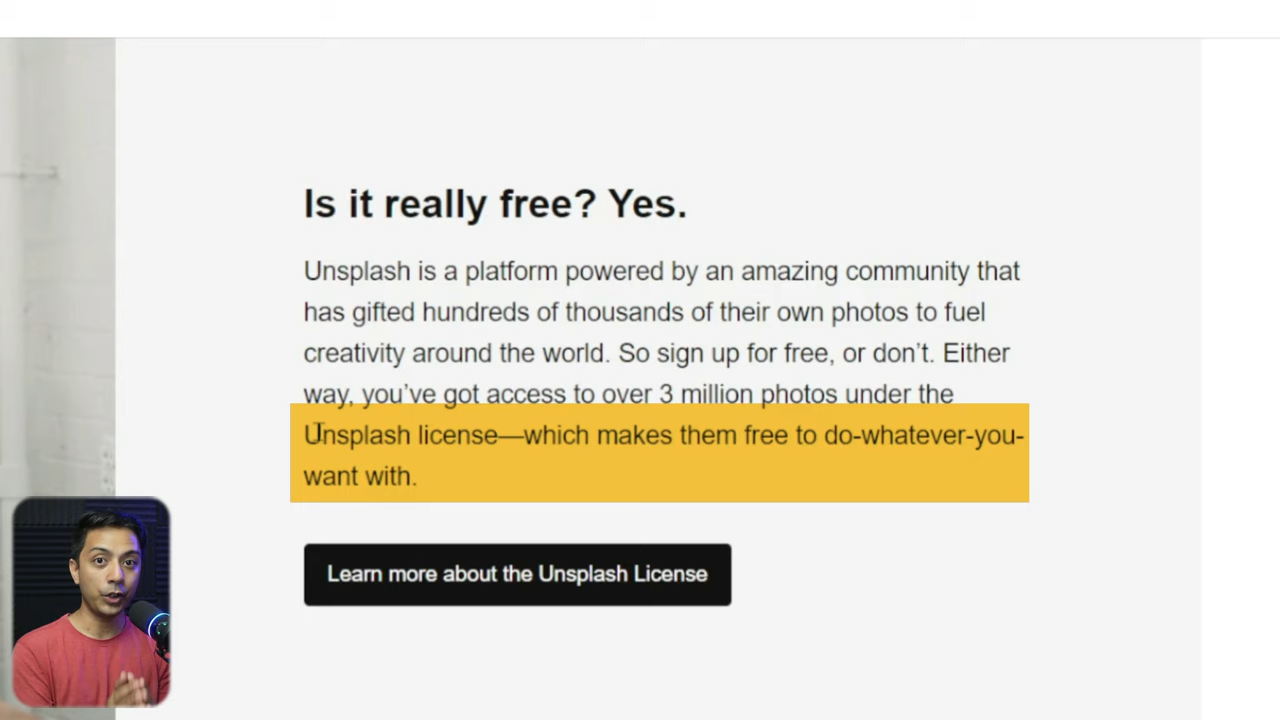 Is it really free? Yes.
Unsplash is a platform powered by an amazing community that
has gifted hundreds of thousands of their own photos to fuel
creativity around the world. So sign up for free, or don’t. Either
way, you’ve got access to over 3 million photos under the
Unsplash license—which makes them free to do-whatever-you-
want with.
Learn more about the Unsplash License